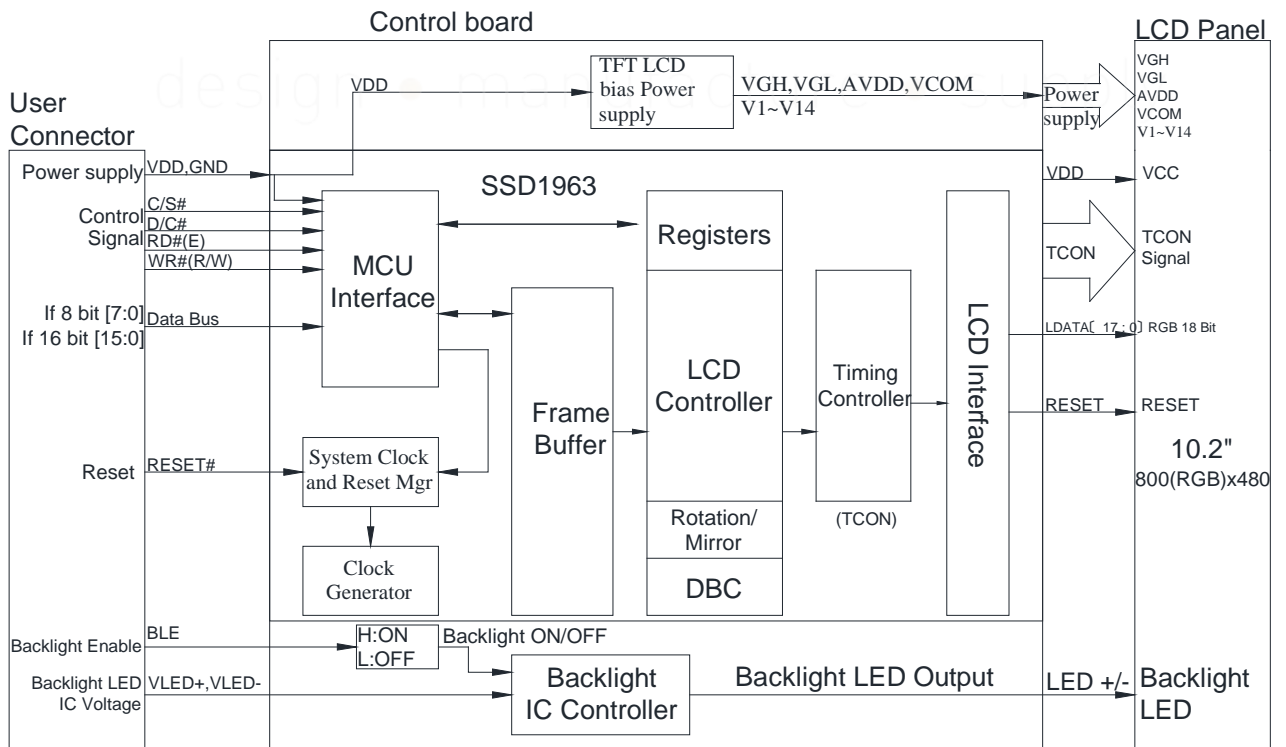 Control board
LCD Panel
design • manufacture • supply
User
Connector
VDD
TFT LCD
bias Power
supply
VGH,VGL,AVDD,VCOM
V1~V14
Power
supply
VGH
VGL
AVDD
VCOM
V1~V14
Power supply
VDD,GND
SSD1963
VDD
VCC
Control
Signal
C/S#
D/C#
RD#(E)
WR#(R/W)
MCU
Interface
Registers
TCON
TCON
Signal
If 8 bit [7:0]
If 16 bit [15:0]
Data Bus
Frame
Buffer
LCD
Controller
Timing
Controller
(TCON)
LCD Interface
LDATA[ 17 : 0] RGB 18 Bit
RESET
RESET
10.2"
800(RGB)x480
Reset
RESET#
System Clock
and Reset Mgr
Rotation/
Mirror
DBC
Clock
Generator
Backlight Enable
BLE
H:ON
L:OFF
Backlight ON/OFF
Backlight LED
IC Voltage
VLED+,VLED-
Backlight
IC Controller
Backlight LED Output
LED +/-
Backlight
LED